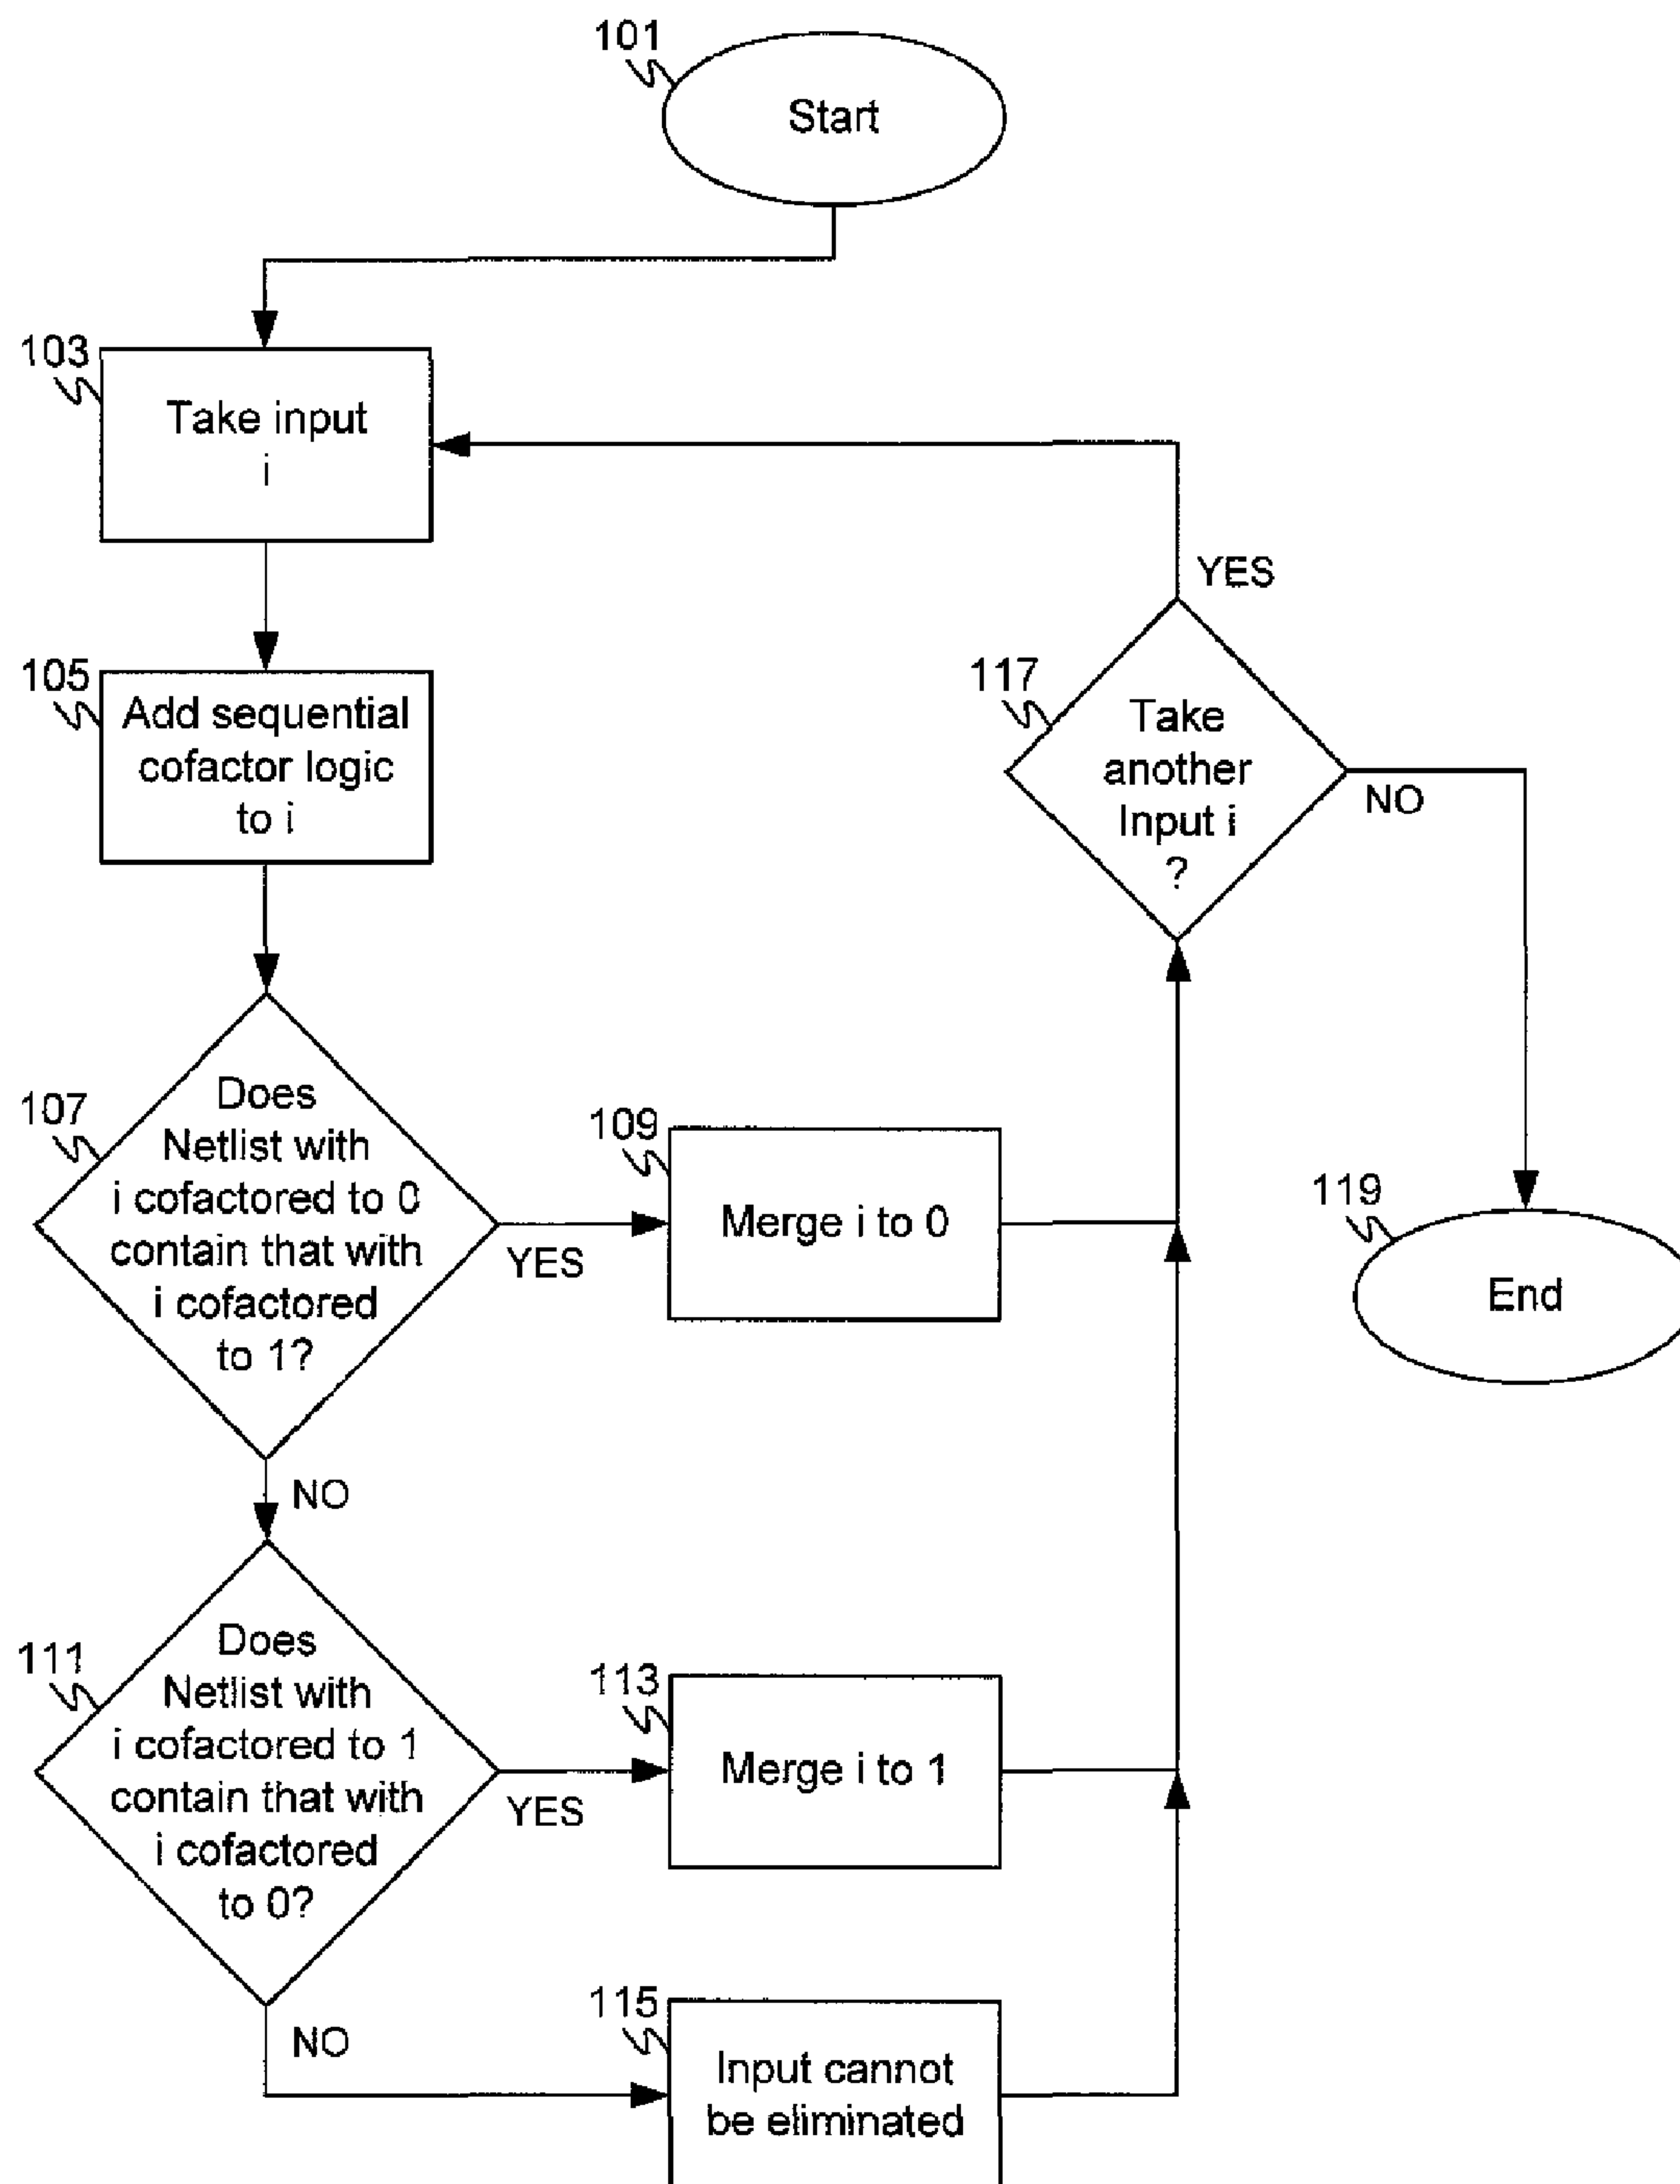 101
Start
103
Take input
i
105
Add sequential
cofactor logic
to i
117
Take
another
Input i
?
YES
NO
107
Does
Netlist with
i cofactored to 0
contain that with
i cofactored
to 1?
YES
NO
109
Merge i to 0
119
End
111
Does
Netlist with
i cofactored to 1
contain that with
i cofactored
to 0?
YES
NO
113
Merge i to 1
115
Input cannot
be eliminated